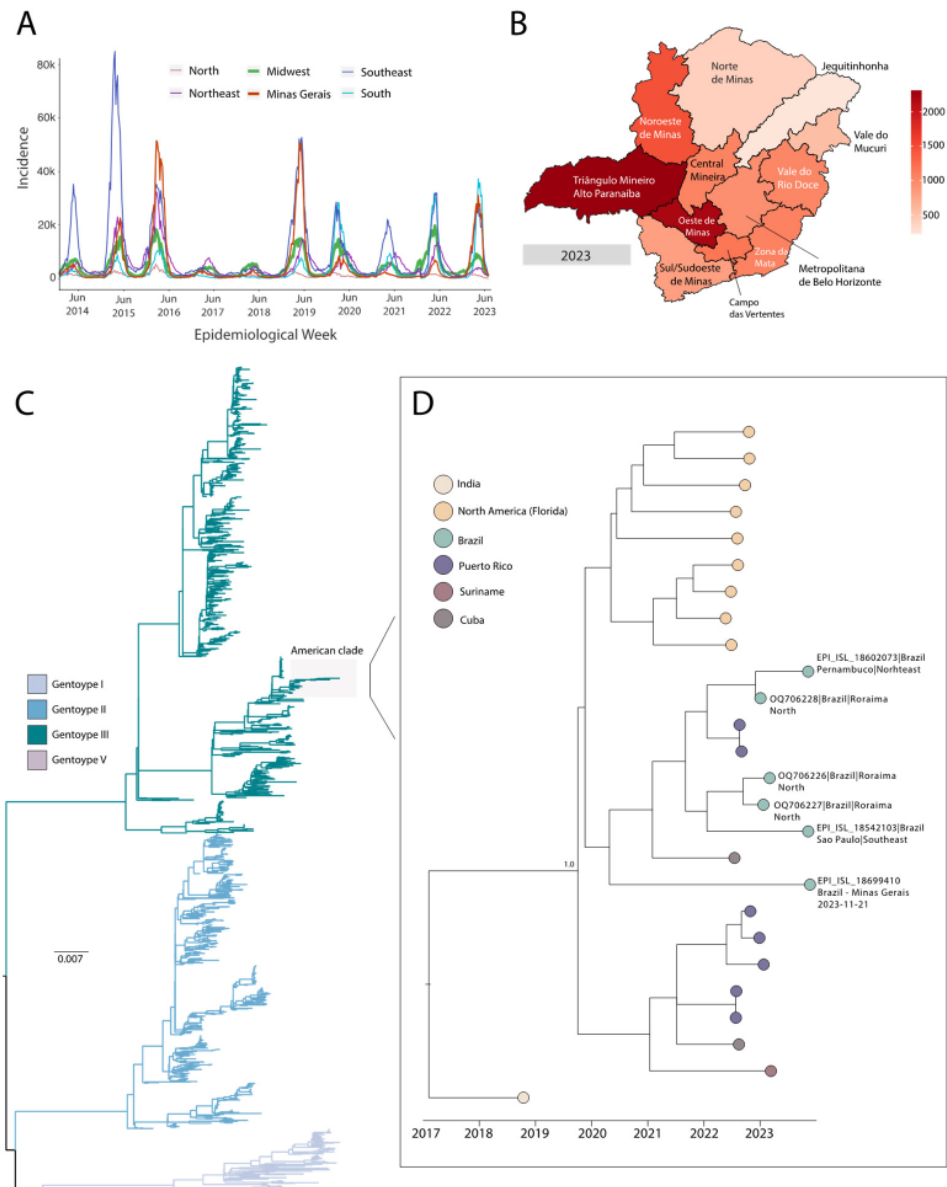 A
80k
60k
40k
20k
0
Incidence
North
Northeast
Midwest
Minas Gerais
Southeast
South
Jun
2014
Jun
2015
Jun
2016
Jun
2017
Jun
2018
Jun
2019
Jun
2020
Jun
2021
Jun
2022
Jun
2023
Epidemiological Week
B
Norte
de Minas
Jequitinhonha
Noroeste
de Minas
Vale do
Mucuri
Central
Mineira
Vale do
Rio Doce
Triângulo Mineiro
Alto Paranaíba
Oeste de
Minas
Zona da
Mata
Sul/Sudoeste
de Minas
Metropolitana
de Belo Horizonte
Campo
das Vertentes
2023
2000
1500
1000
500
C
American clade
Gentoype I
Gentoype II
Gentoype III
Gentoype V
0.007
D
India
North America (Florida)
Brazil
Puerto Rico
Suriname
Cuba
EPI_ISL_18602073|Brazil
Pernambuco|Norhteast
OQ706228|Brazil|Roraima
North
OQ706226|Brazil|Roraima
North
OQ706227|Brazil|Roraima
North
EPI_ISL_18542103|Brazil
Sao Paulo|Southeast
EPI_ISL_18699410
Brazil - Minas Gerais
2023-11-21
1.0
2017
2018
2019
2020
2021
2022
2023